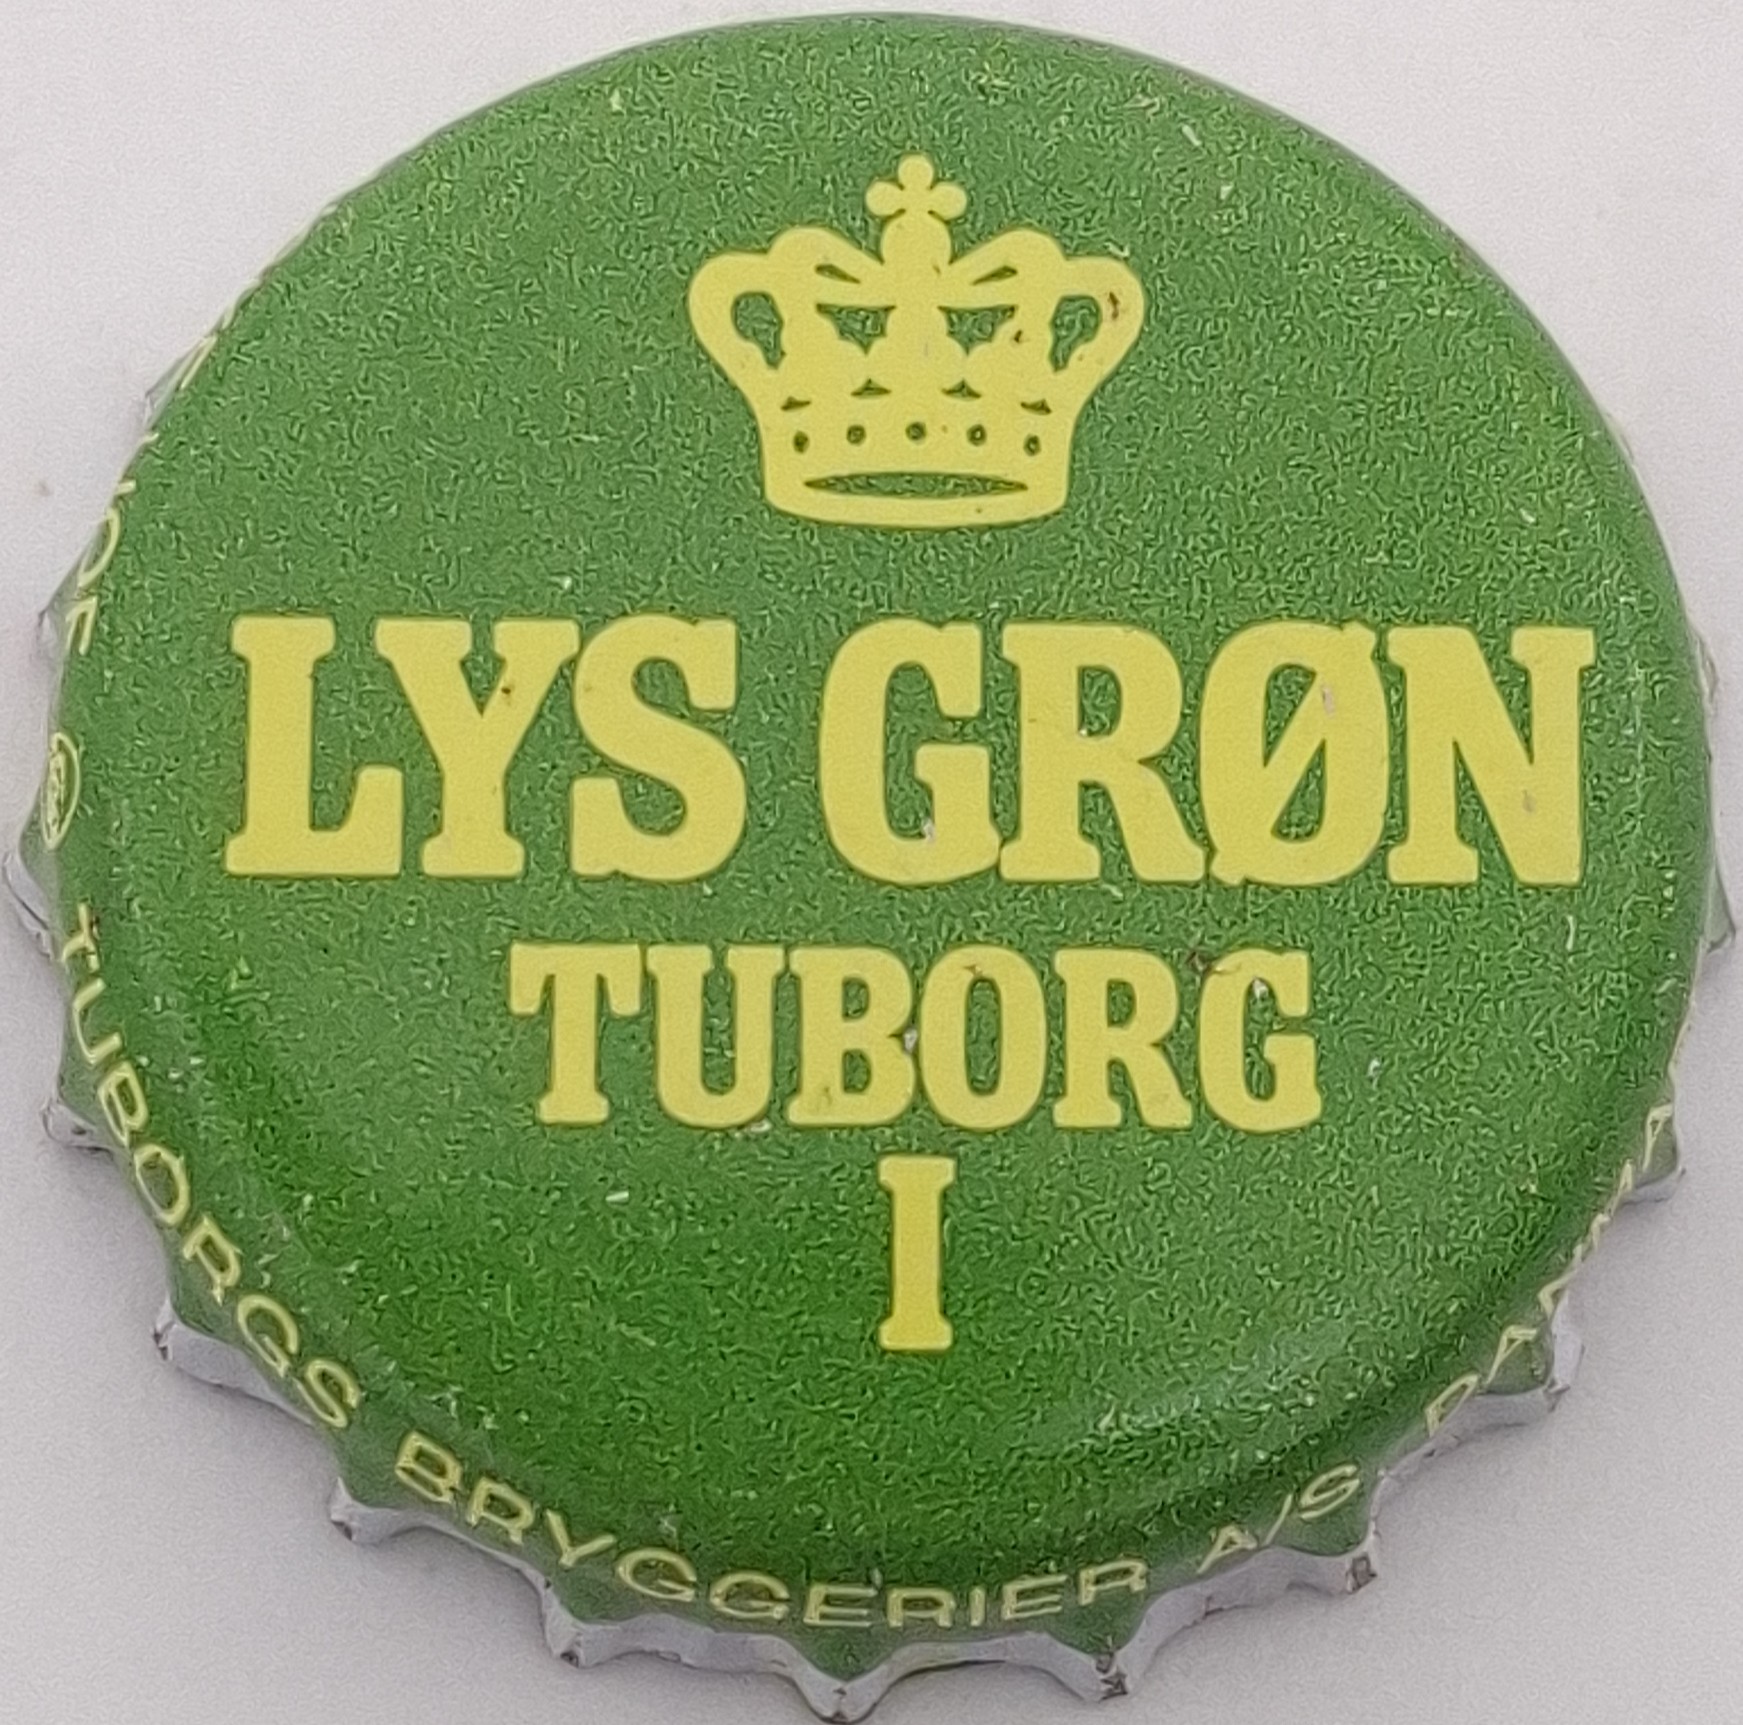 LYS GRØN
TUBORG
I
® TUBORGS BRYGGERIER A/S